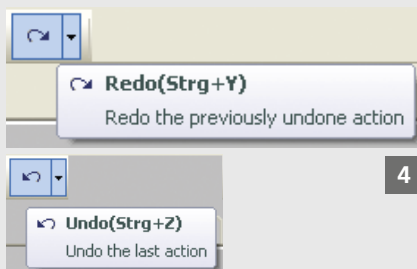 Redo(Strg+Y)
Redo the previously undone action
4
Undo(Strg+Z)
Undo the last action